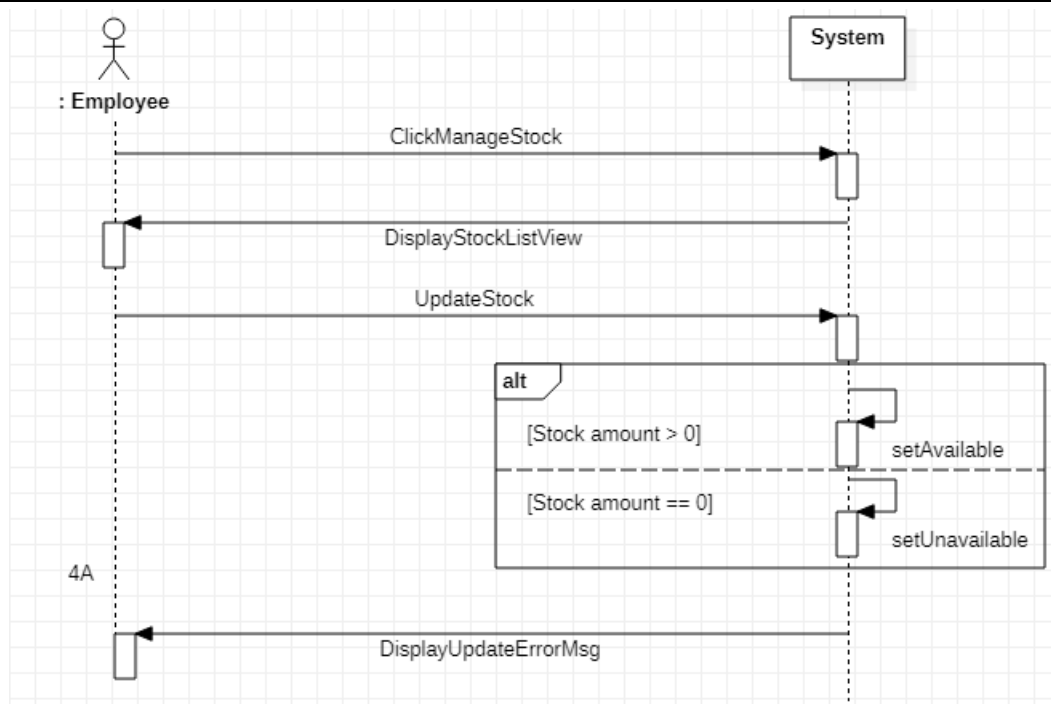 System
: Employee
ClickManageStock
DisplayStockListView
UpdateStock
alt
[Stock amount > 0]
setAvailable
[Stock amount == 0]
setUnavailable
4A
DisplayUpdateErrorMsg